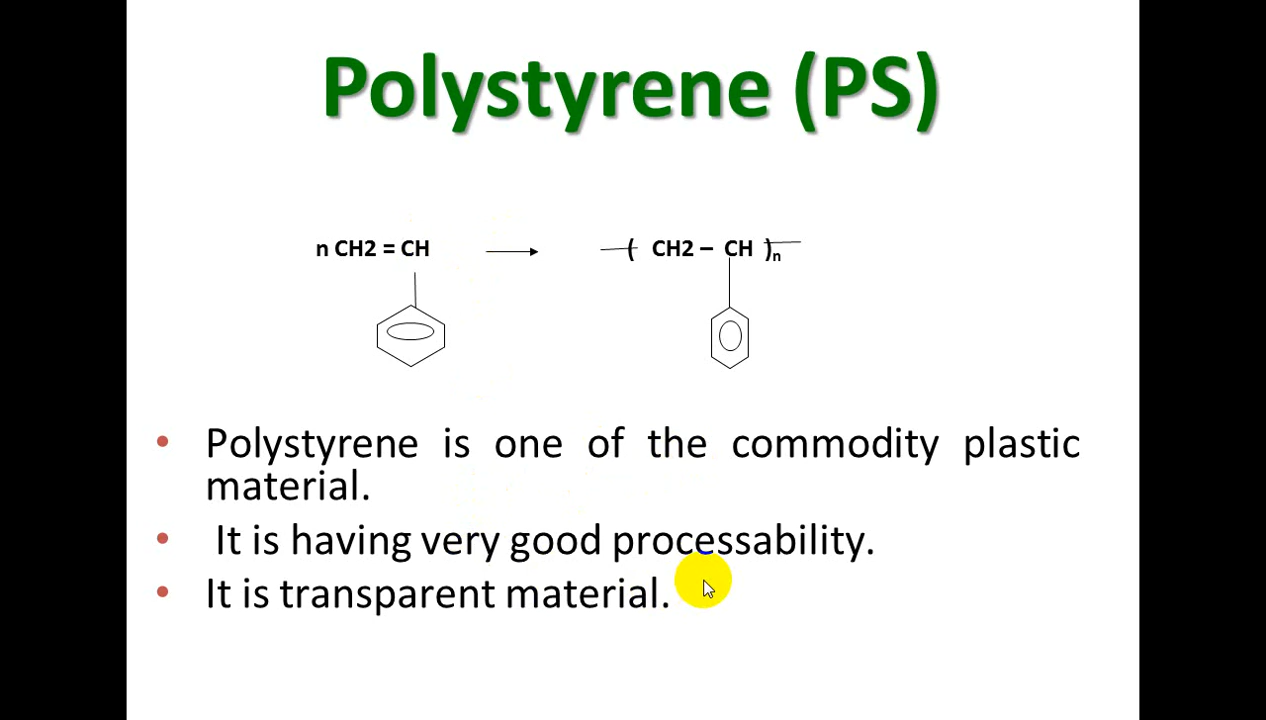 Polystyrene (PS)
n CH2 = CH ( CH2 – CH )n
• Polystyrene is one of the commodity plastic
material.
• It is having very good processability.
• It is transparent material.